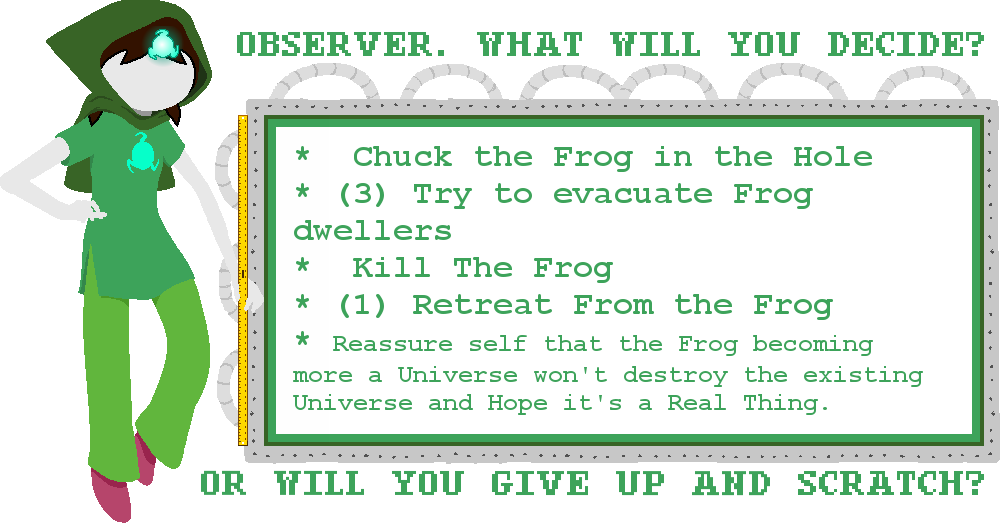 OBSERVER. WHAT WILL YOU DECIDE?
* Chuck the Frog in the Hole
* (3) Try to evacuate Frog
dwellers
* Kill The Frog
* (1) Retreat From the Frog
* Reassure self that the Frog becoming
more a Universe won't destroy the existing
Universe and Hope it's a Real Thing.
OR WILL YOU GIVE UP AND SCRATCH?